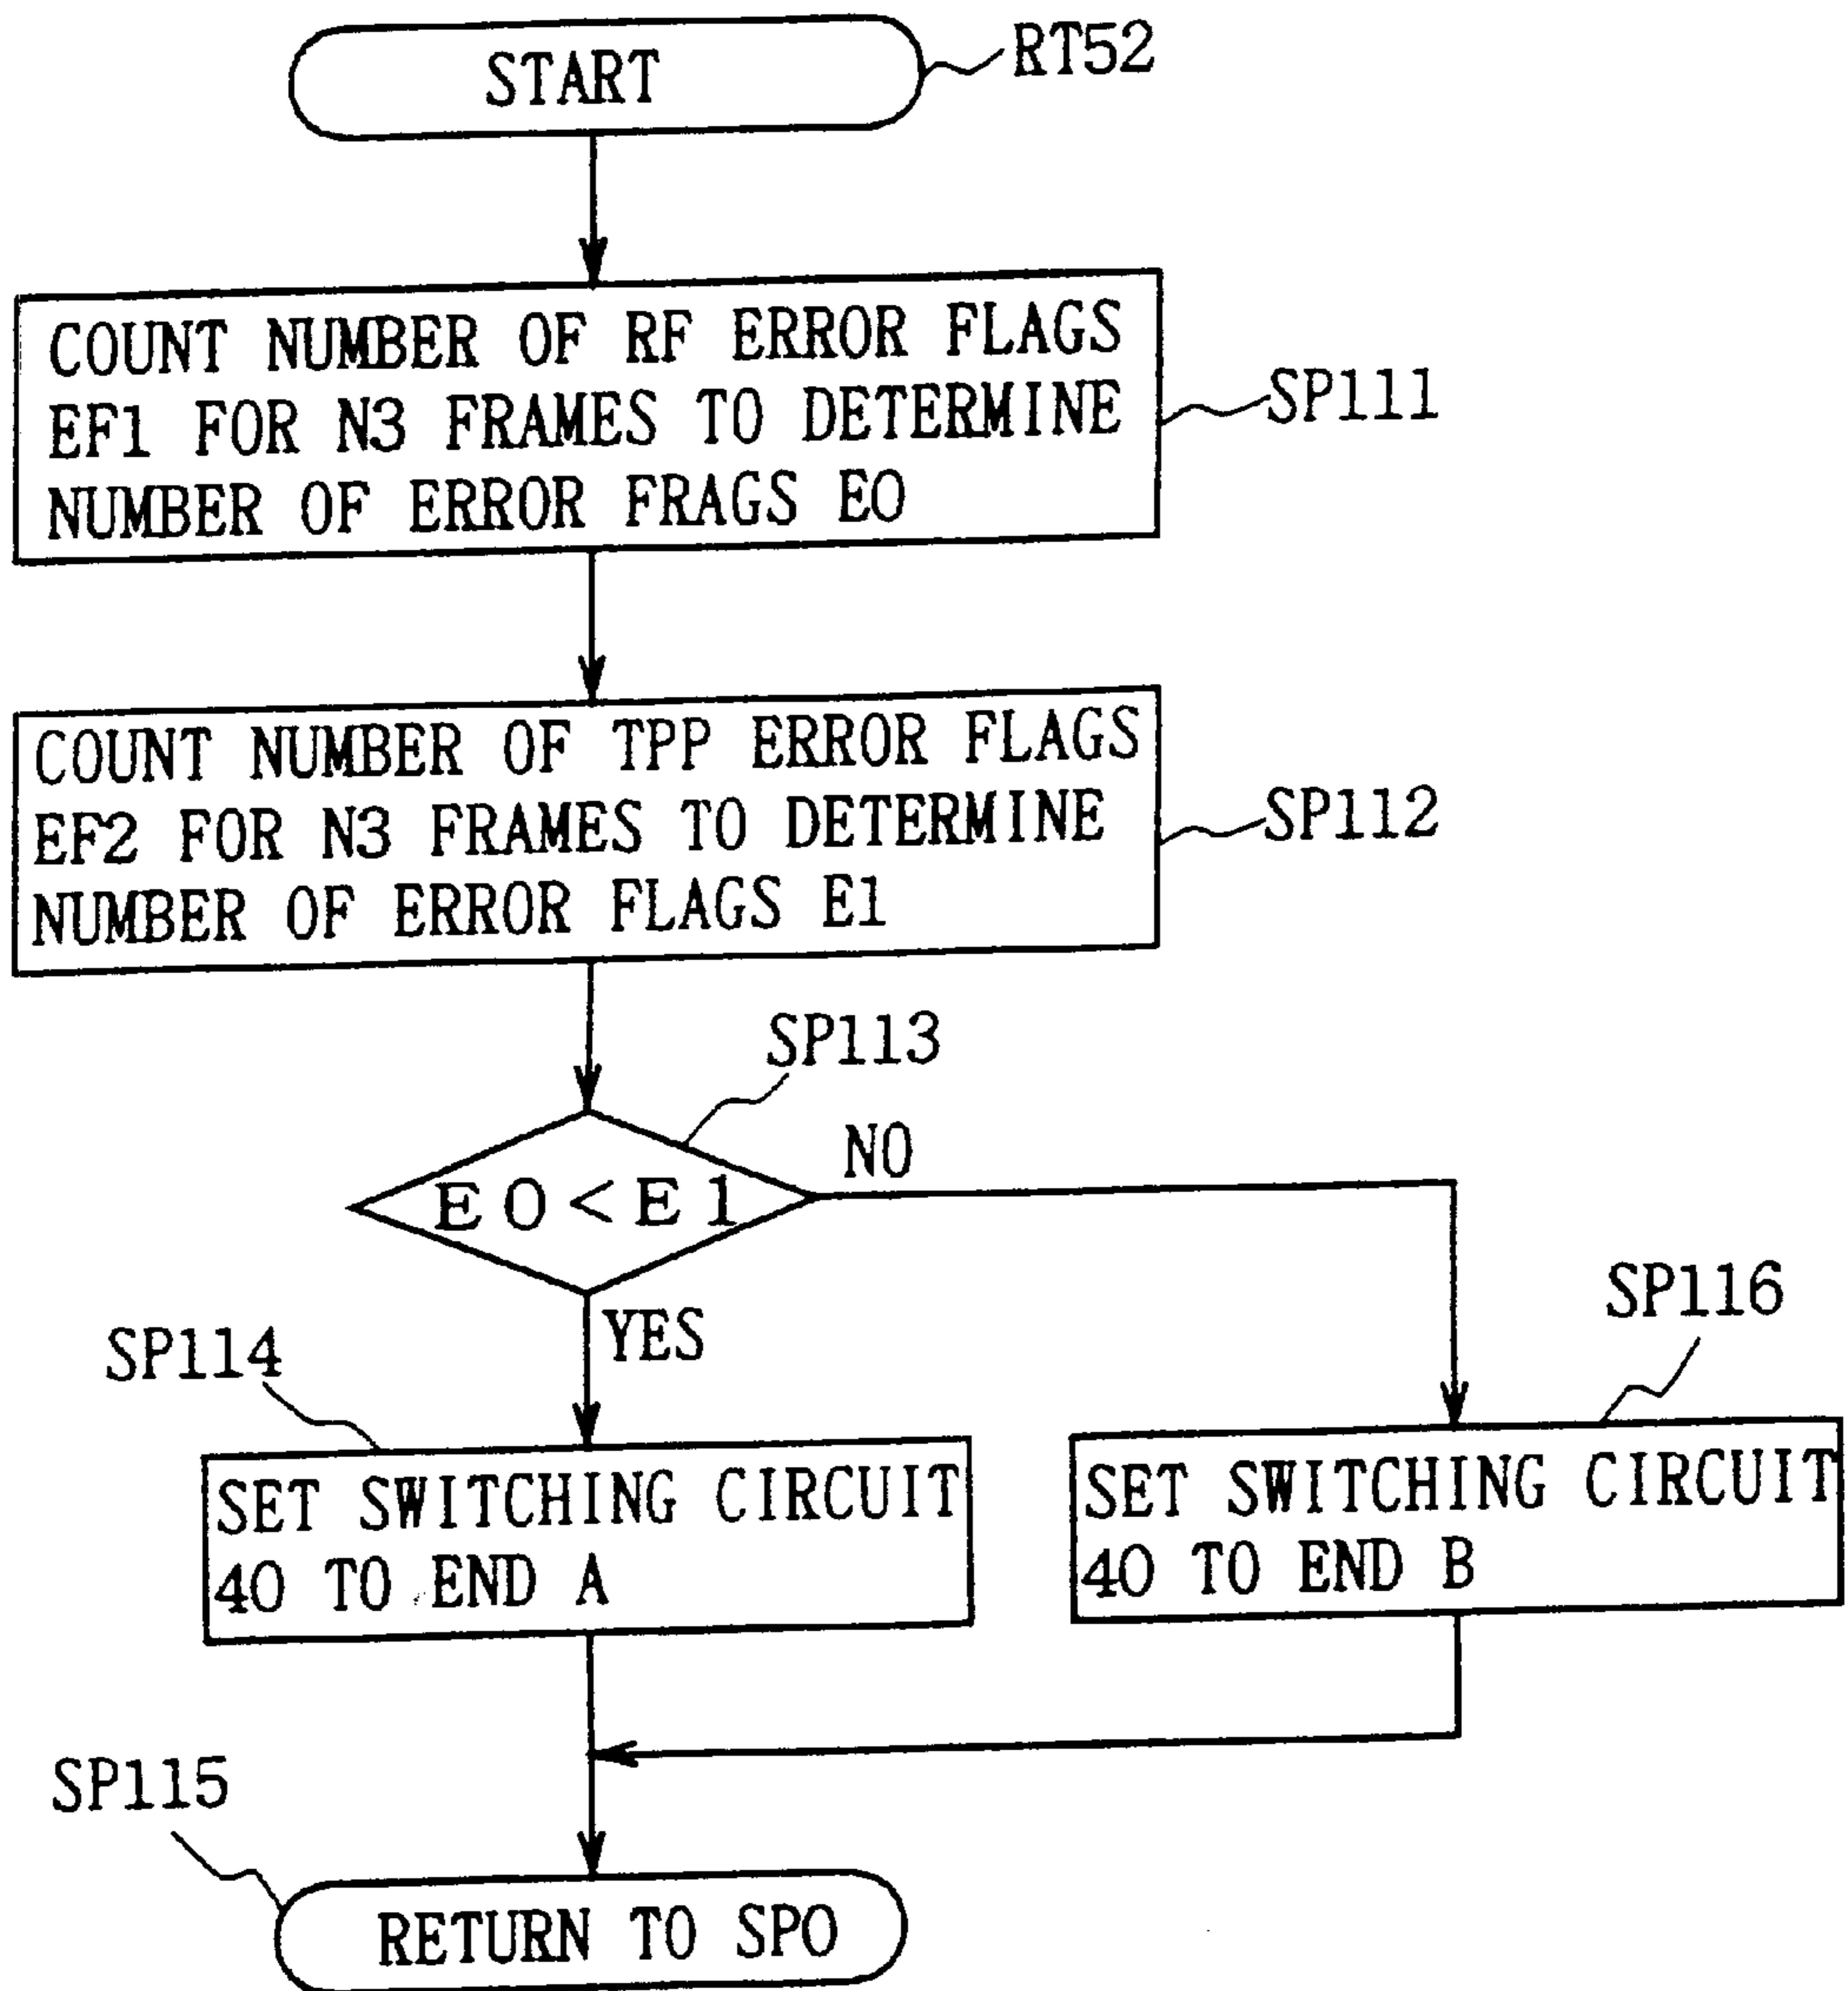 START
RT52
COUNT NUMBER OF RF ERROR FLAGS
EF1 FOR N3 FRAMES TO DETERMINE
NUMBER OF ERROR FRAGS E0
SP111
COUNT NUMBER OF TPP ERROR FLAGS
EF2 FOR N3 FRAMES TO DETERMINE
NUMBER OF ERROR FLAGS E1
SP112
SP113
E0<E1
NO
YES
SP114
SET SWITCHING CIRCUIT
40 TO END A
SP116
SET SWITCHING CIRCUIT
40 TO END B
SP115
RETURN TO SP0